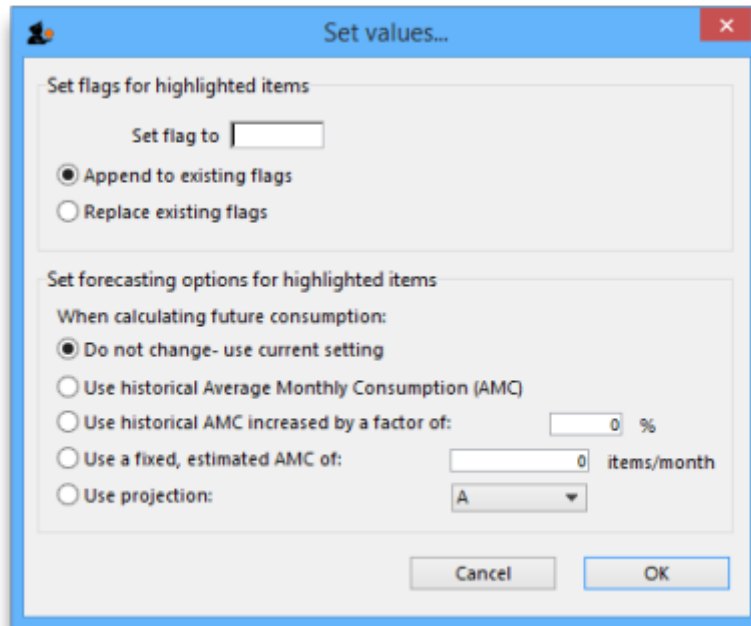 Set values...
Set flags for highlighted items
Set flag to
Append to existing flags
Replace existing flags
Set forecasting options for highlighted items
When calculating future consumption:
Do not change- use current setting
Use historical Average Monthly Consumption (AMC)
Use historical AMC increased by a factor of: 0 %
Use a fixed, estimated AMC of: 0 items/month
Use projection: A
Cancel OK